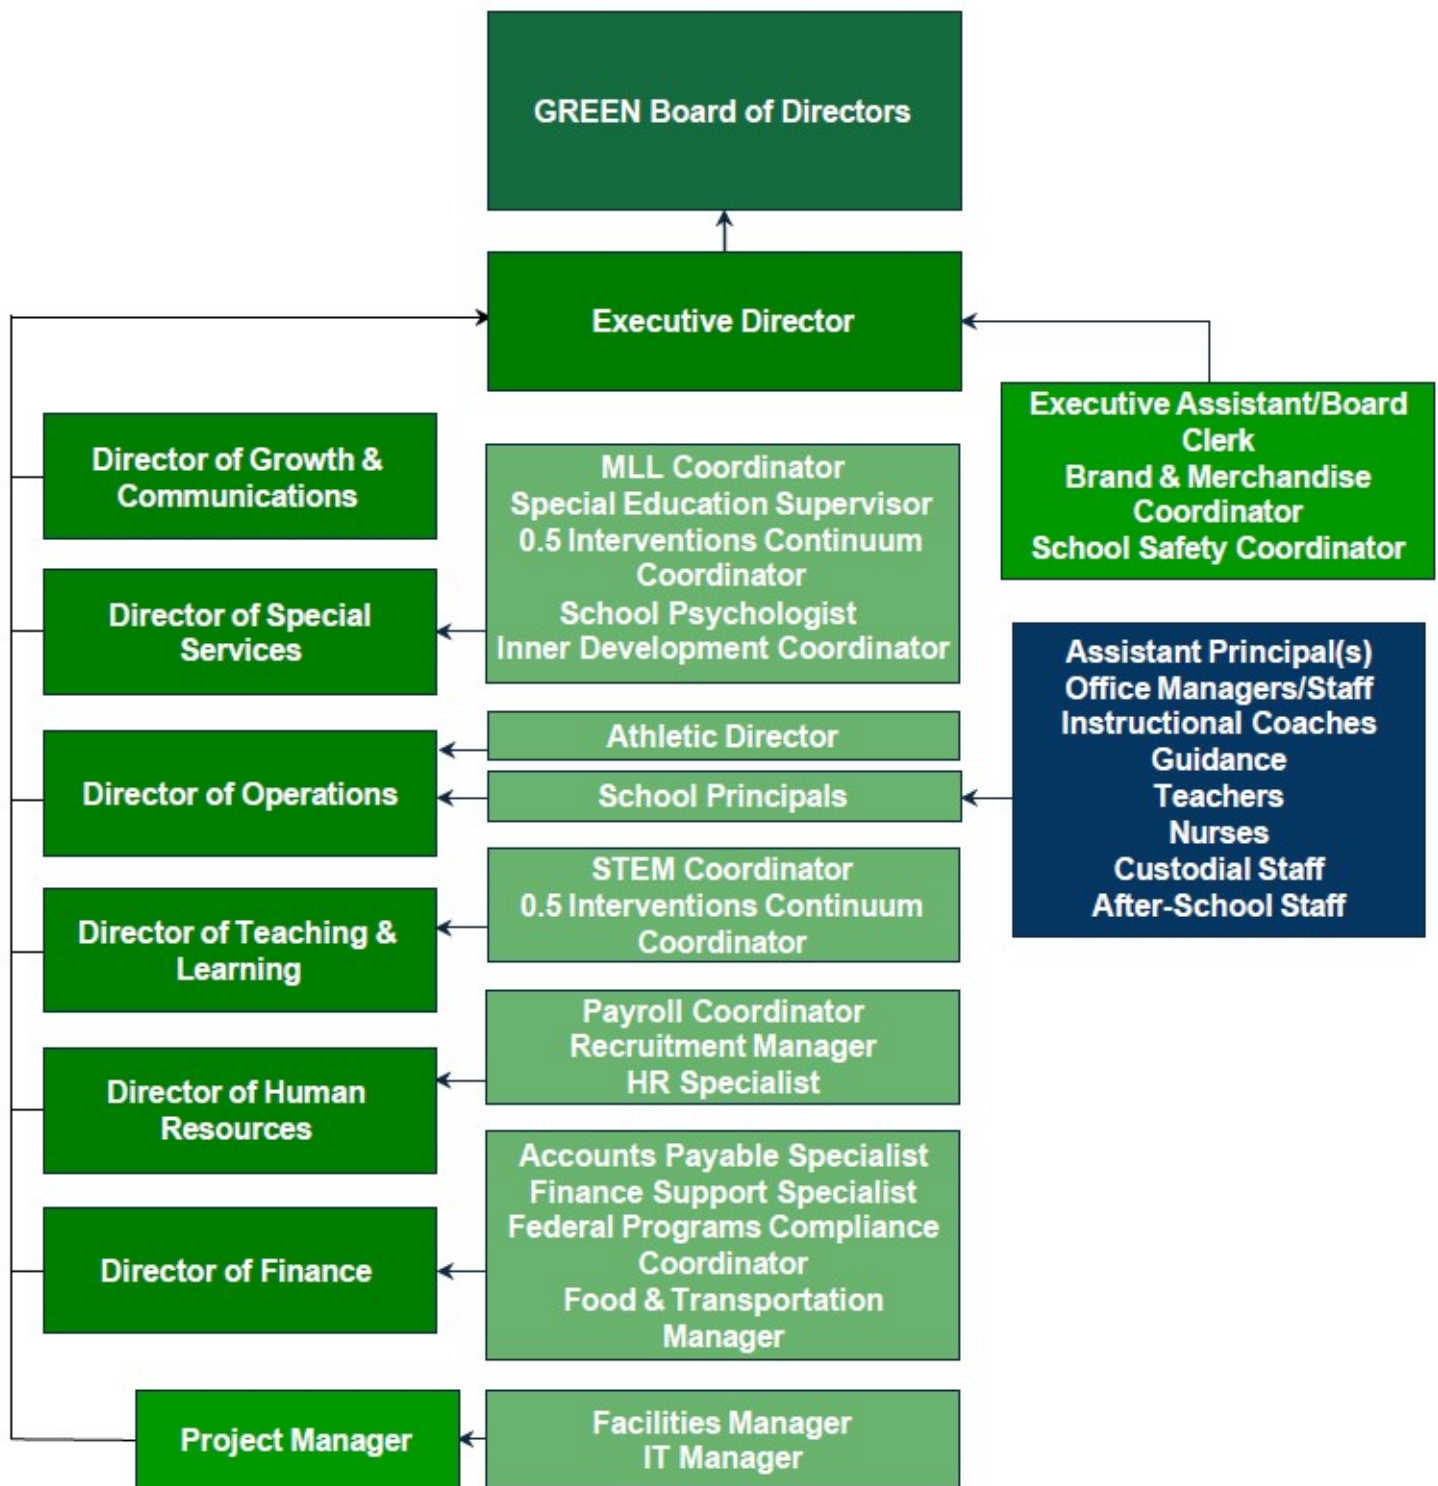 GREEN Board of Directors
Executive Director
Executive Assistant/Board
Clerk
Brand & Merchandise
Coordinator
School Safety Coordinator
Director of Growth &
Communications
MLL Coordinator
Special Education Supervisor
0.5 Interventions Continuum
Coordinator
School Psychologist
Inner Development Coordinator
Director of Special
Services
Assistant Principal(s)
Office Managers/Staff
Instructional Coaches
Guidance
Teachers
Nurses
Custodial Staff
After-School Staff
Athletic Director
School Principals
Director of Operations
STEM Coordinator
0.5 Interventions Continuum
Coordinator
Director of Teaching &
Learning
Payroll Coordinator
Recruitment Manager
HR Specialist
Director of Human
Resources
Accounts Payable Specialist
Finance Support Specialist
Federal Programs Compliance
Coordinator
Food & Transportation
Manager
Director of Finance
Project Manager
Facilities Manager
IT Manager